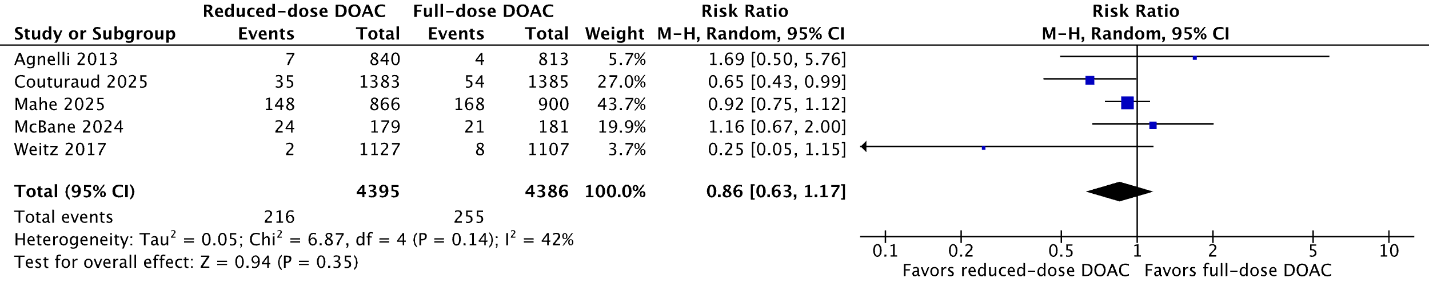 Reduced-dose DOAC Full-dose DOAC Risk Ratio Risk Ratio
Study or Subgroup Events Total Events Total Weight M-H, Random, 95% CI M-H, Random, 95% CI
Agnelli 2013 7 840 4 813 5.7% 1.69 [0.50, 5.76]
Couturaud 2025 35 1383 54 1385 27.0% 0.65 [0.43, 0.99]
Mahe 2025 148 866 168 900 43.7% 0.92 [0.75, 1.12]
McBane 2024 24 179 21 181 19.9% 1.16 [0.67, 2.00]
Weitz 2017 2 1127 8 1107 3.7% 0.25 [0.05, 1.15]
Total (95% CI) 4395 4386 100.0% 0.86 [0.63, 1.17]
Total events 216 255
Heterogeneity: Tau² = 0.05; Chi² = 6.87, df = 4 (P = 0.14); I² = 42%
Test for overall effect: Z = 0.94 (P = 0.35)
0.1 0.2 0.5 1 2 5 10
Favors reduced-dose DOAC Favors full-dose DOAC